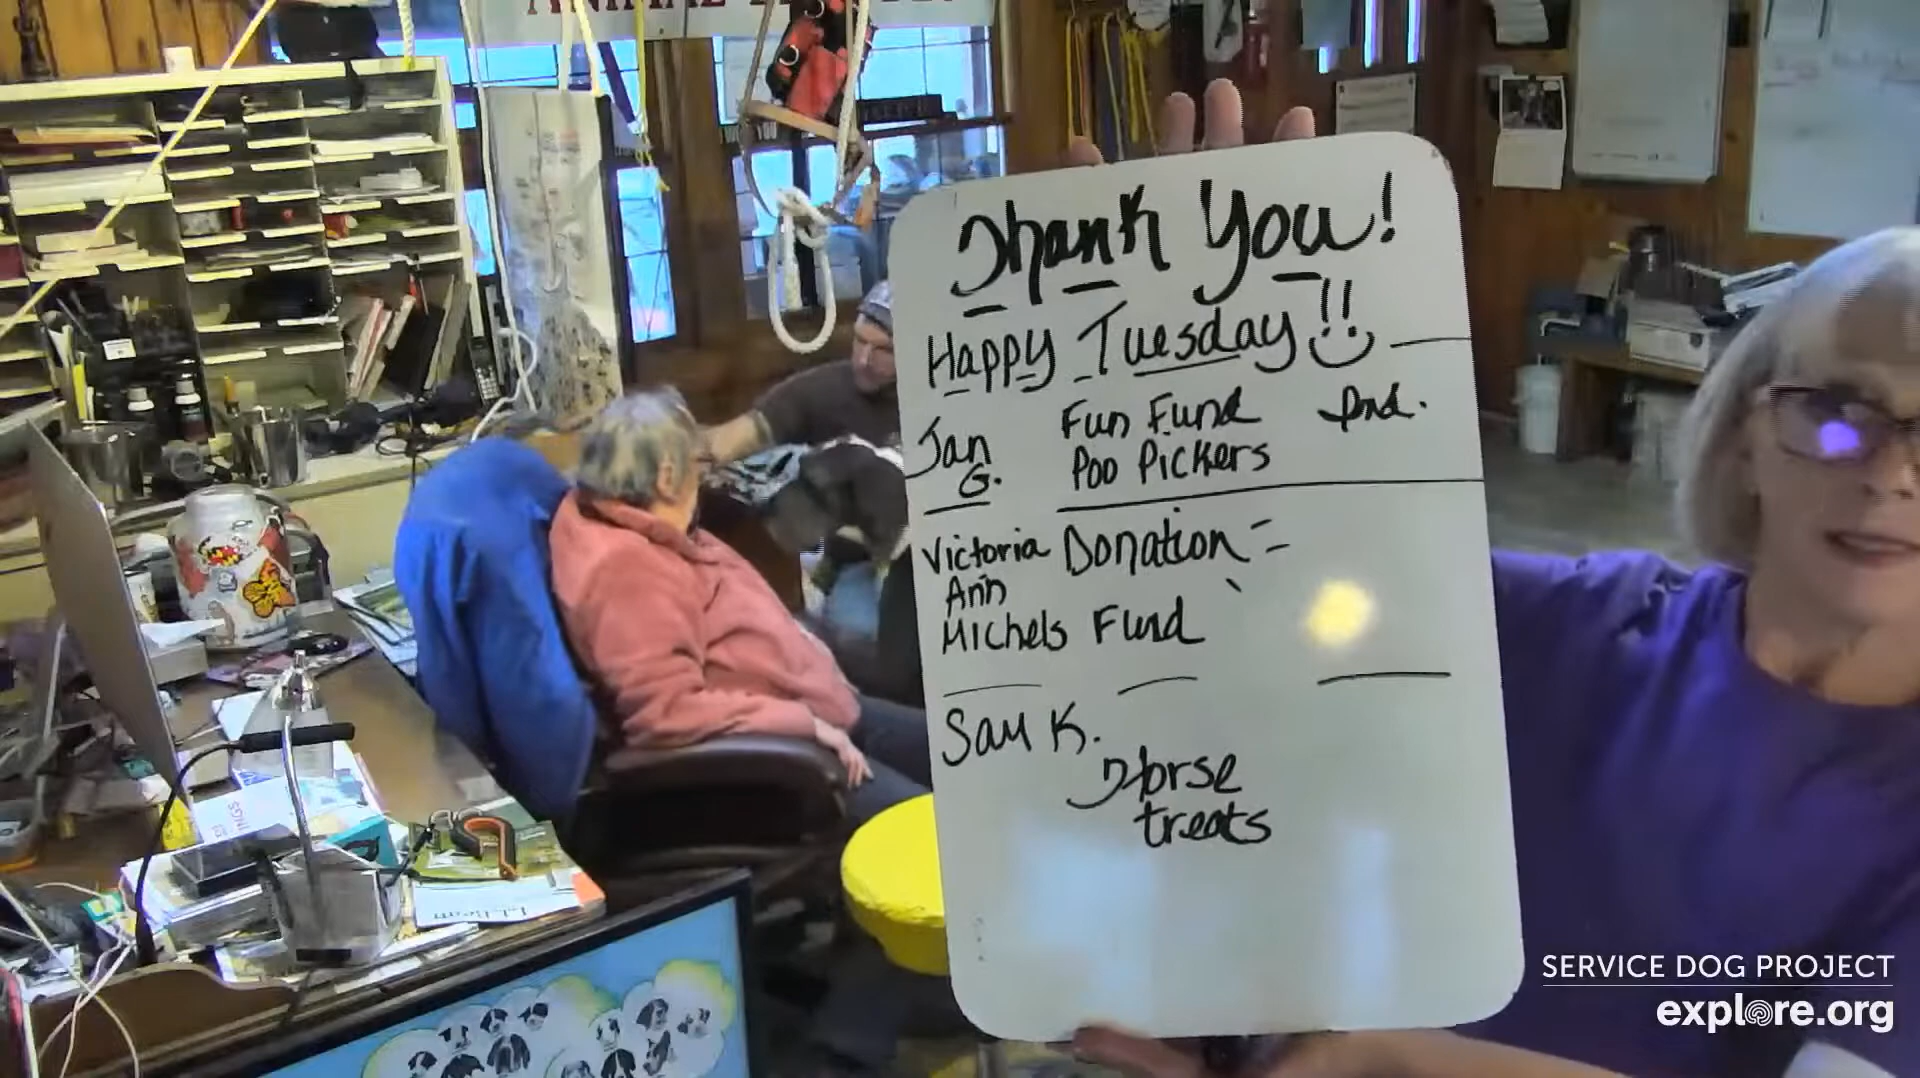 Thank You!
Happy Tuesday!!
Jan G.
Fun Fund
Poo Pickers
Victoria Ann Michels
Donation -
Fund
Sam K.
Horse
treats
SERVICE DOG PROJECT
explore.org